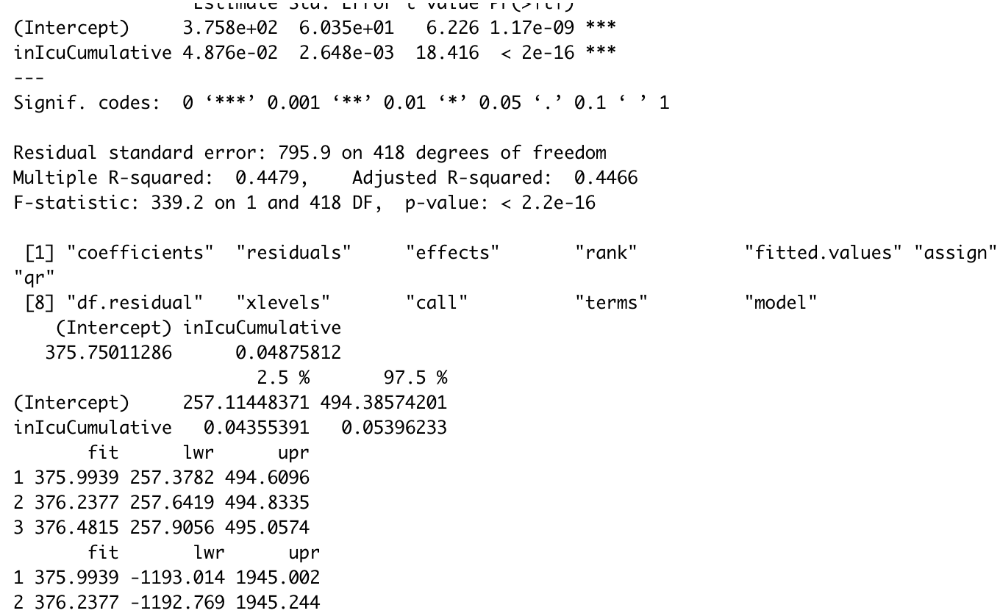 Estimate Std. Error t value Pr(>|t|)
(Intercept)     3.758e+02  6.035e+01   6.226 1.17e-09 ***
inIcuCumulative 4.876e-02  2.648e-03  18.416  < 2e-16 ***
---
Signif. codes:  0 ‘***’ 0.001 ‘**’ 0.01 ‘*’ 0.05 ‘.’ 0.1 ‘ ’ 1
Residual standard error: 795.9 on 418 degrees of freedom
Multiple R-squared:  0.4479,    Adjusted R-squared:  0.4466
F-statistic: 339.2 on 1 and 418 DF,  p-value: < 2.2e-16
[1] "coefficients"  "residuals"     "effects"       "rank"          "fitted.values" "assign"
"qr"
[8] "df.residual"   "xlevels"       "call"          "terms"         "model"
(Intercept) inIcuCumulative
375.75011286      0.04875812
2.5 %       97.5 %
(Intercept)     257.11448371 494.38574201
inIcuCumulative   0.04355391   0.05396233
fit      lwr      upr
1 375.9939 257.3782 494.6096
2 376.2377 257.6419 494.8335
3 376.4815 257.9056 495.0574
fit       lwr      upr
1 375.9939 -1193.014 1945.002
2 376.2377 -1192.769 1945.244